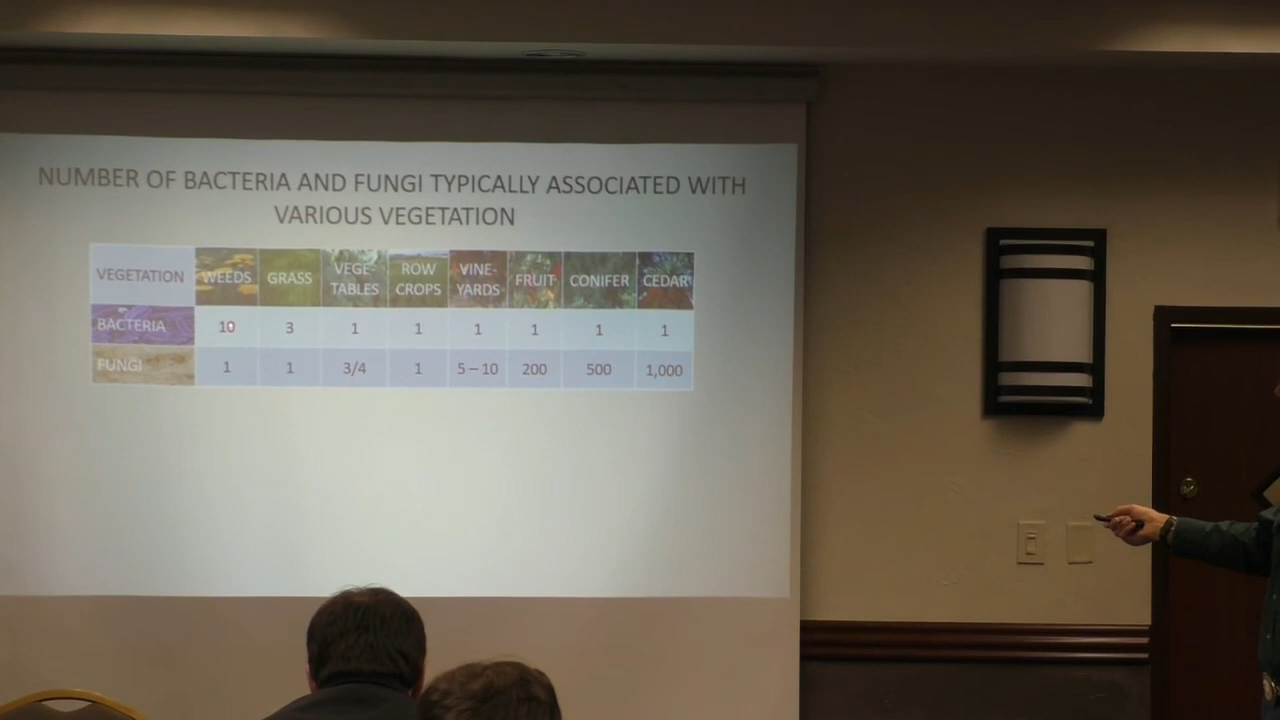 NUMBER OF BACTERIA AND FUNGI TYPICALLY ASSOCIATED WITH
VARIOUS VEGETATION
VEGETATION WEEDS GRASS VEGE-TABLES ROW CROPS VINE-YARDS FRUIT CONIFER CEDAR
BACTERIA 10 3 1 1 1 1 1 1
FUNGI 1 1 3/4 1 5 – 10 200 500 1,000